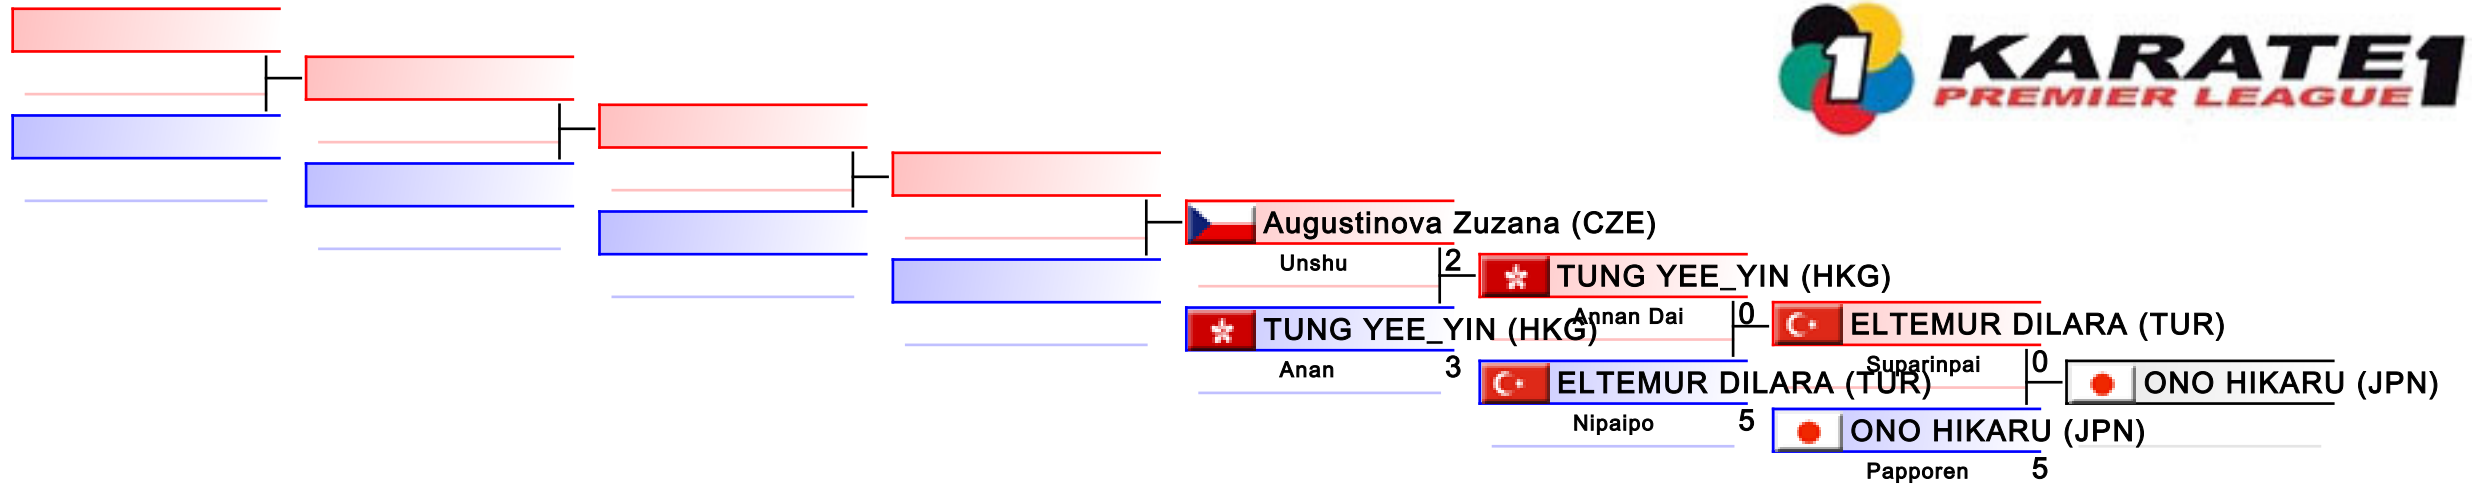 1 KARATE1
PREMIER LEAGUE
Augustinova Zuzana (CZE)
Unshu 2
TUNG YEE_YIN (HKG)
Anan 3
TUNG YEE_YIN (HKG)
Annan Dai 0
ELTEMUR DILARA (TUR)
Nipaipo 5
ELTEMUR DILARA (TUR)
Suparinpai 0
ONO HIKARU (JPN)
Papporen 5
ONO HIKARU (JPN)